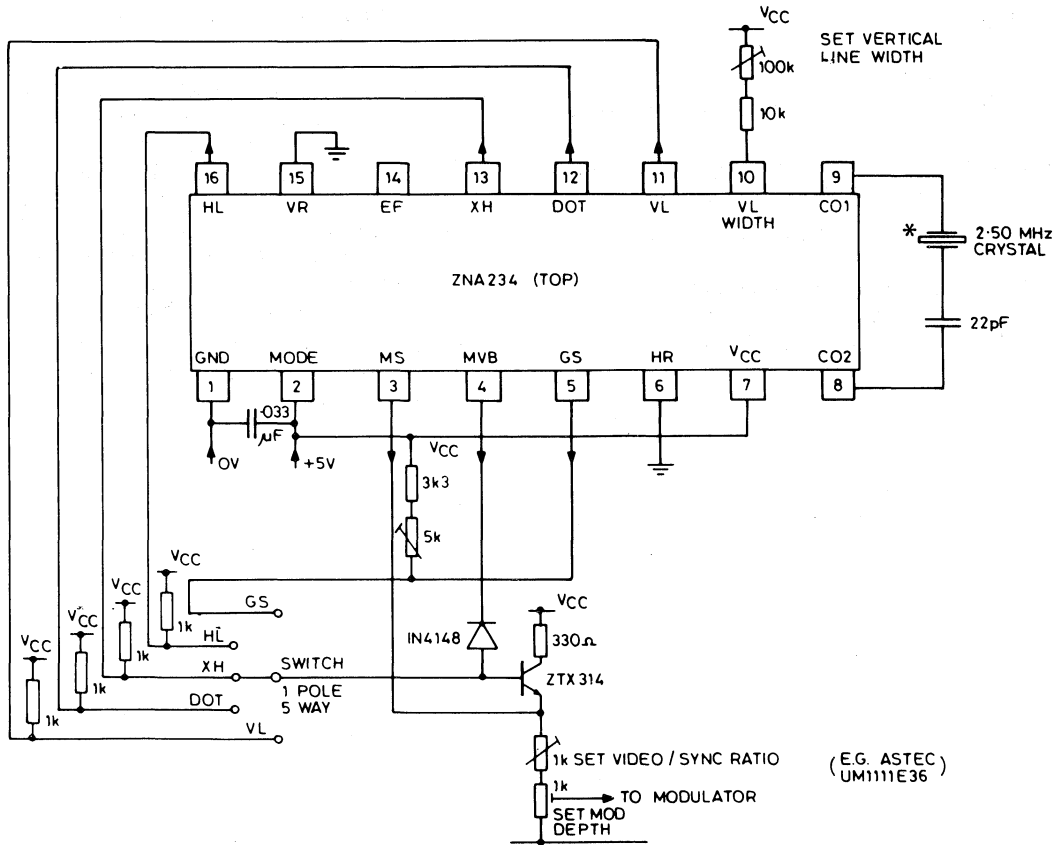 VCC
SET VERTICAL
LINE WIDTH
100k
10k
16
15
14
13
12
11
10
9
HL
VR
EF
XH
DOT
VL
VL
WIDTH
CO1
*
2·50 MHz
CRYSTAL
ZNA234 (TOP)
22pF
GND
MODE
MS
MVB
GS
HR
VCC
CO2
1
2
3
4
5
6
7
8
·033
µF
0V
+5V
VCC
3k3
5k
VCC
1k
GS
VCC
1k
HL
VCC
1k
XH
SWITCH
1 POLE
5 WAY
VCC
1k
DOT
VL
IN4148
VCC
330Ω
ZTX314
1k SET VIDEO / SYNC RATIO
(E.G. ASTEC
UM1111E36)
1k
TO MODULATOR
SET MOD
DEPTH